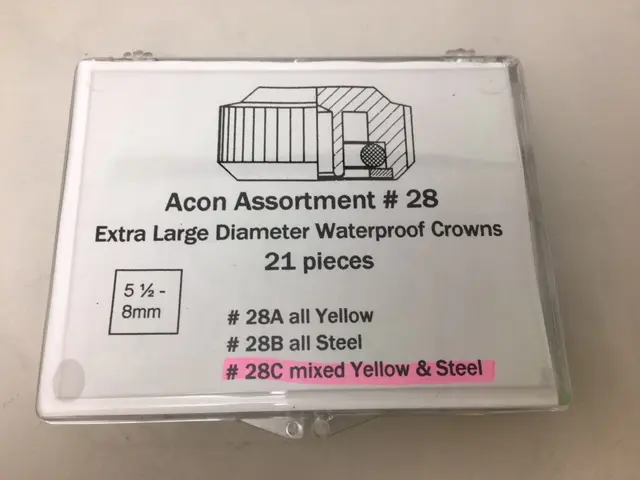 Acon Assortment # 28
Extra Large Diameter Waterproof Crowns
21 pieces
5 ½ -
8mm
# 28A all Yellow
# 28B all Steel
# 28C mixed Yellow & Steel